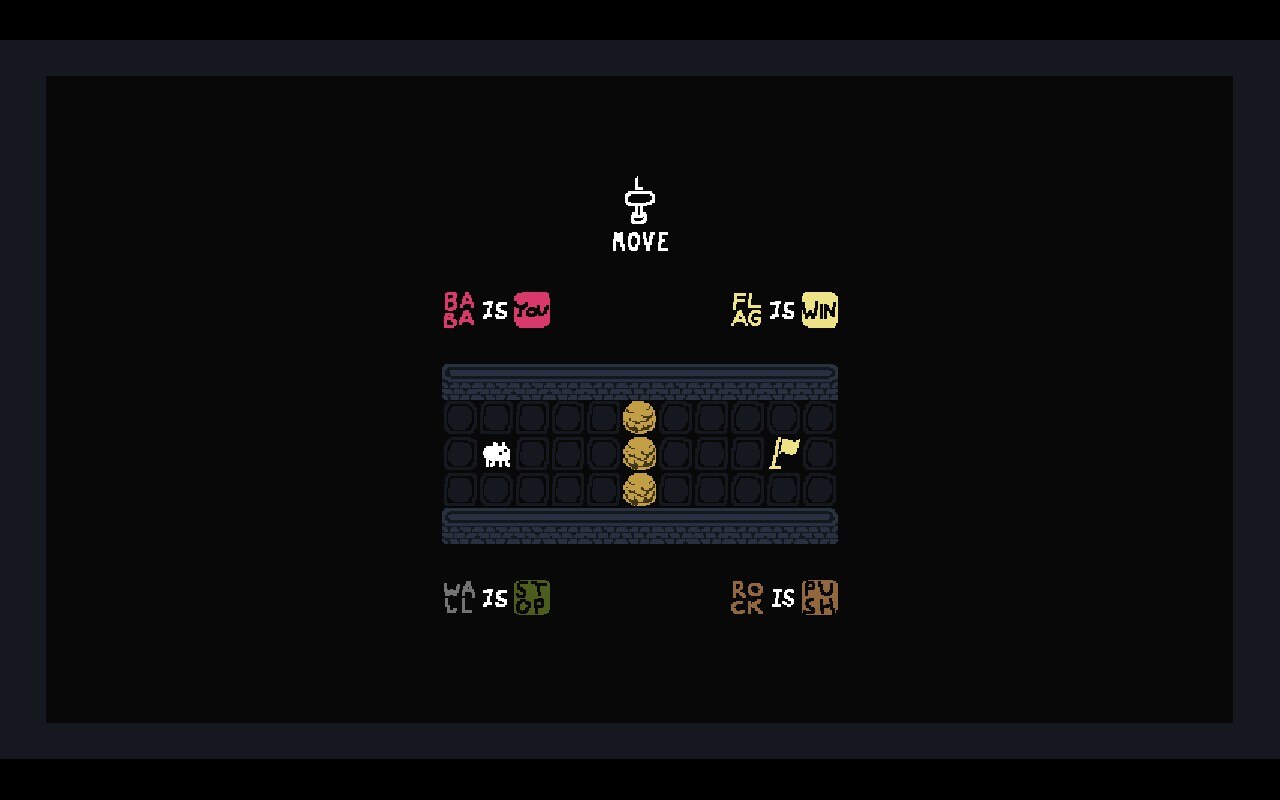 L
MOVE
BABA IS YOU
FLAG IS WIN
WALL IS STOP
ROCK IS PUSH